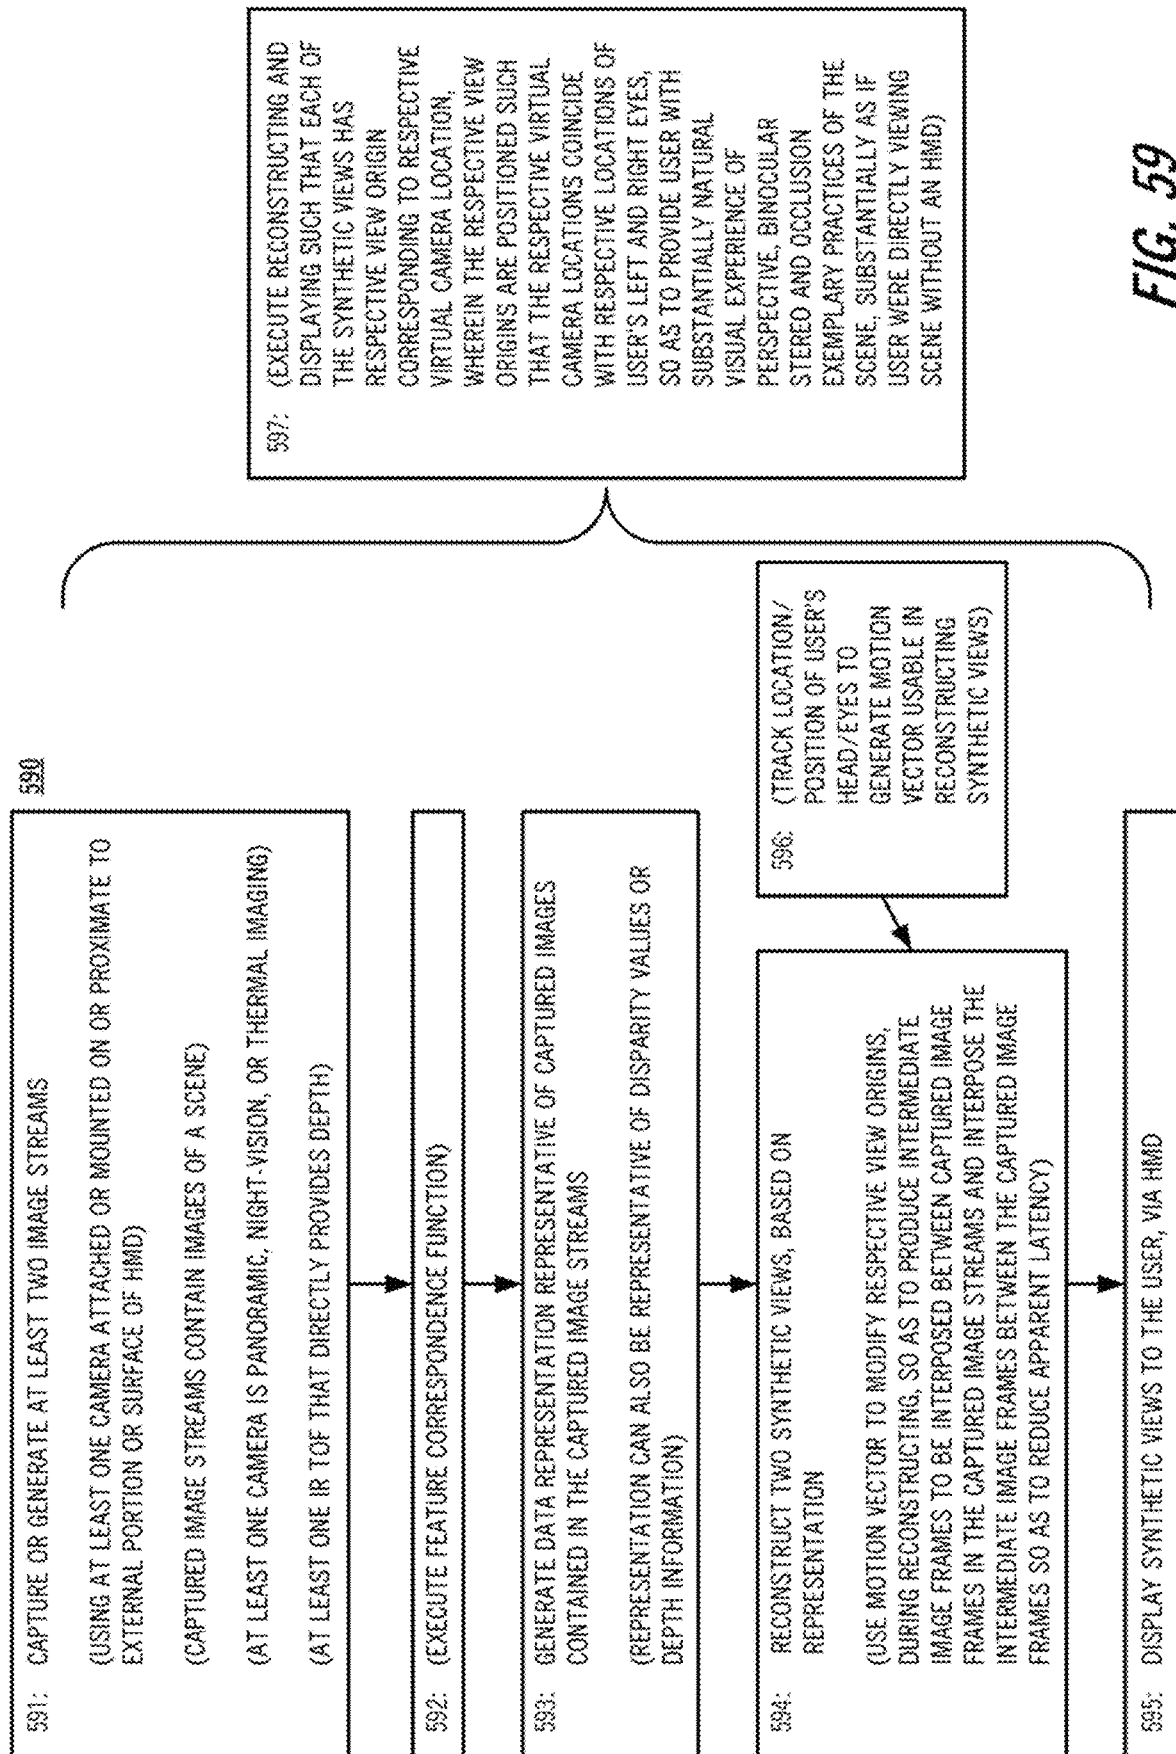 590
591: CAPTURE OR GENERATE AT LEAST TWO IMAGE STREAMS
(USING AT LEAST ONE CAMERA ATTACHED OR MOUNTED ON OR PROXIMATE TO
EXTERNAL PORTION OR SURFACE OF HMD)
(CAPTURED IMAGE STREAMS CONTAIN IMAGES OF A SCENE)
(AT LEAST ONE CAMERA IS PANORAMIC, NIGHT-VISION, OR THERMAL IMAGING)
(AT LEAST ONE IR TOF THAT DIRECTLY PROVIDES DEPTH)
592: (EXECUTE FEATURE CORRESPONDENCE FUNCTION)
593: GENERATE DATA REPRESENTATION REPRESENTATIVE OF CAPTURED IMAGES
CONTAINED IN THE CAPTURED IMAGE STREAMS
(REPRESENTATION CAN ALSO BE REPRESENTATIVE OF DISPARITY VALUES OR
DEPTH INFORMATION)
594: RECONSTRUCT TWO SYNTHETIC VIEWS, BASED ON
REPRESENTATION
(USE MOTION VECTOR TO MODIFY RESPECTIVE VIEW ORIGINS,
DURING RECONSTRUCTING, SO AS TO PRODUCE INTERMEDIATE
IMAGE FRAMES TO BE INTERPOSED BETWEEN CAPTURED IMAGE
FRAMES IN THE CAPTURED IMAGE STREAMS AND INTERPOSE THE
INTERMEDIATE IMAGE FRAMES BETWEEN THE CAPTURED IMAGE
FRAMES SO AS TO REDUCE APPARENT LATENCY)
596: (TRACK LOCATION/
POSITION OF USER'S
HEAD/EYES TO
GENERATE MOTION
VECTOR USABLE IN
RECONSTRUCTING
SYNTHETIC VIEWS)
595: DISPLAY SYNTHETIC VIEWS TO THE USER, VIA HMD
597: (EXECUTE RECONSTRUCTING AND
DISPLAYING SUCH THAT EACH OF
THE SYNTHETIC VIEWS HAS
RESPECTIVE VIEW ORIGIN
CORRESPONDING TO RESPECTIVE
VIRTUAL CAMERA LOCATION,
WHEREIN THE RESPECTIVE VIEW
ORIGINS ARE POSITIONED SUCH
THAT THE RESPECTIVE VIRTUAL
CAMERA LOCATIONS COINCIDE
WITH RESPECTIVE LOCATIONS OF
USER'S LEFT AND RIGHT EYES,
SO AS TO PROVIDE USER WITH
SUBSTANTIALLY NATURAL
VISUAL EXPERIENCE OF
PERSPECTIVE, BINOCULAR
STEREO AND OCCLUSION
EXEMPLARY PRACTICES OF THE
SCENE, SUBSTANTIALLY AS IF
USER WERE DIRECTLY VIEWING
SCENE WITHOUT AN HMD)
FIG. 59